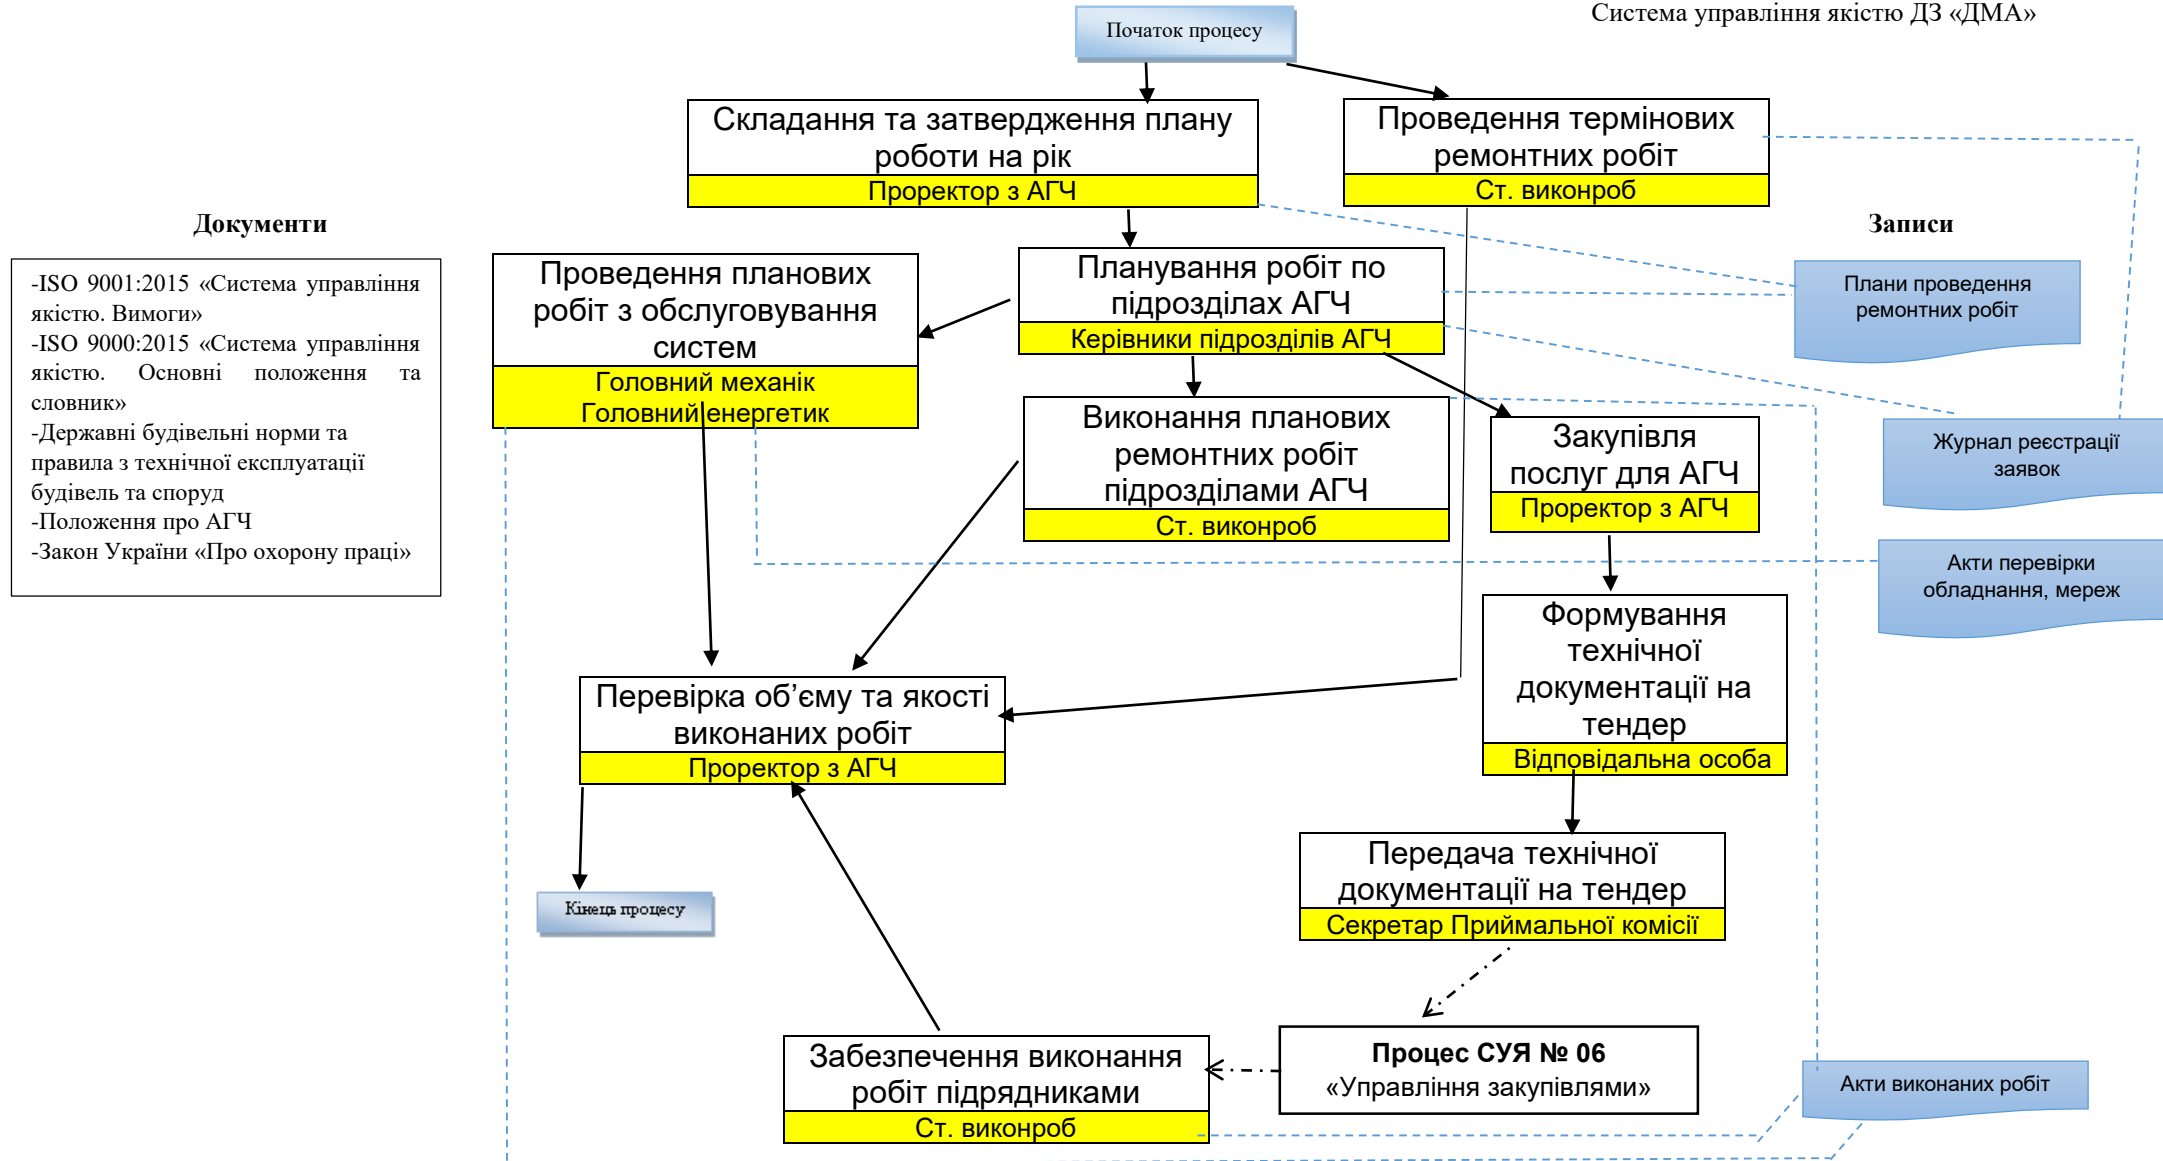 Система управління якістю ДЗ «ДМА»
Початок процесу
Складання та затвердження плану
роботи на рік
Проректор з АГЧ
Проведення термінових
ремонтних робіт
Ст. виконроб
Документи
-ISO 9001:2015 «Система управління
якістю. Вимоги»
-ISO 9000:2015 «Система управління
якістю. Основні положення та
словник»
-Державні будівельні норми та
правила з технічної експлуатації
будівель та споруд
-Положення про АГЧ
-Закон України «Про охорону праці»
Проведення планових
робіт з обслуговування
систем
Головний механік
Головний енергетик
Планування робіт по
підрозділах АГЧ
Керівники підрозділів АГЧ
Записи
Плани проведення
ремонтних робіт
Виконання планових
ремонтних робіт
підрозділами АГЧ
Ст. виконроб
Закупівля
послуг для АГЧ
Проректор з АГЧ
Журнал реєстрації
заявок
Акти перевірки
обладнання, мереж
Формування
технічної
документації на
тендер
Відповідальна особа
Перевірка об’єму та якості
виконаних робіт
Проректор з АГЧ
Передача технічної
документації на тендер
Секретар Приймальної комісії
Кінець процесу
Забезпечення виконання
робіт підрядниками
Ст. виконроб
Процес СУЯ № 06
«Управління закупівлями»
Акти виконаних робіт